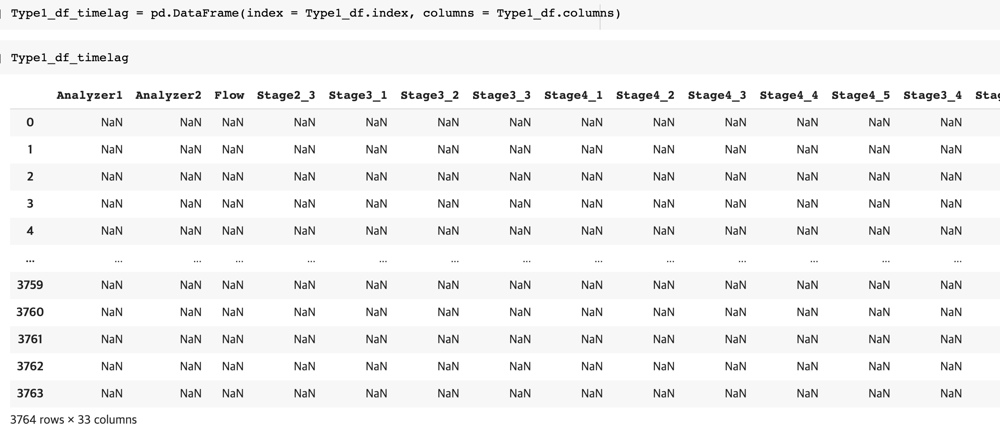 Type1_df_timelag = pd.DataFrame(index = Type1_df.index, columns = Type1_df.columns)
Type1_df_timelag
Analyzer1 Analyzer2 Flow Stage2_3 Stage3_1 Stage3_2 Stage3_3 Stage4_1 Stage4_2 Stage4_3 Stage4_4 Stage4_5 Stage3_4
0 NaN NaN NaN NaN NaN NaN NaN NaN NaN NaN NaN NaN NaN
1 NaN NaN NaN NaN NaN NaN NaN NaN NaN NaN NaN NaN NaN
2 NaN NaN NaN NaN NaN NaN NaN NaN NaN NaN NaN NaN NaN
3 NaN NaN NaN NaN NaN NaN NaN NaN NaN NaN NaN NaN NaN
4 NaN NaN NaN NaN NaN NaN NaN NaN NaN NaN NaN NaN NaN
... ... ... ... ... ... ... ... ... ... ... ... ... ...
3759 NaN NaN NaN NaN NaN NaN NaN NaN NaN NaN NaN NaN NaN
3760 NaN NaN NaN NaN NaN NaN NaN NaN NaN NaN NaN NaN NaN
3761 NaN NaN NaN NaN NaN NaN NaN NaN NaN NaN NaN NaN NaN
3762 NaN NaN NaN NaN NaN NaN NaN NaN NaN NaN NaN NaN NaN
3763 NaN NaN NaN NaN NaN NaN NaN NaN NaN NaN NaN NaN NaN
3764 rows × 33 columns